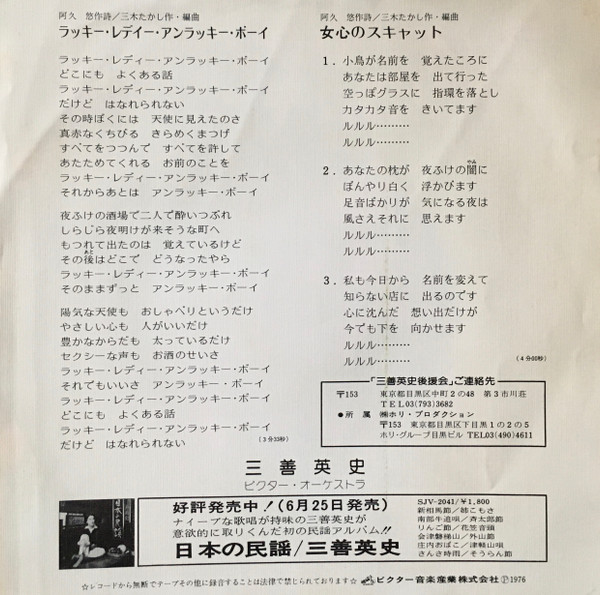 阿久 悠作詩/三木たかし作・編曲
ラッキー・レディー・アンラッキー・ボーイ
ラッキー・レディー・アンラッキー・ボーイ
どこにも よくある話
ラッキー・レディー・アンラッキー・ボーイ
だけど はなれられない
その時ぼくには 天使に見えたのさ
真赤なくちびる きらめくまつげ
すべてをつつんで すべてを許して
あたためてくれる お前のことを
ラッキー・レディー・アンラッキー・ボーイ
それからあとは アンラッキー・ボーイ
夜ふけの酒場で二人で酔いつぶれ
しらじら夜明けが来そうな町へ
もつれて出たのは 覚えているけど
その後はどこで どうなったやら
ラッキー・レディー・アンラッキー・ボーイ
そのままずっと アンラッキー・ボーイ
陽気な天使も おしゃべりというだけ
やさしい心も 人がいいだけ
豊かなからだも 太っているだけ
セクシーな声も お酒のせいさ
ラッキー・レディー・アンラッキー・ボーイ
それでもいいさ アンラッキー・ボーイ
ラッキー・レディー・アンラッキー・ボーイ
どこにも よくある話
ラッキー・レディー・アンラッキー・ボーイ
だけど はなれられない
(3分33秒)
阿久 悠作詩/三木たかし作・編曲
女心のスキャット
1. 小鳥が名前を 覚えたころに
あなたは部屋を 出て行った
空っぽグラスに 指環を落とし
カタカタ音を きいてます
ルルル………
ルルル………
2. あなたの枕が 夜ふけの闇に
ぼんやり白く 浮かびます
足音ばかりが 気になる夜は
風さえそれに 思えます
ルルル………
ルルル………
3. 私も今日から 名前を変えて
知らない店に 出るのです
心に沈んだ 想い出だけが
今でも下を 向かせます
ルルル………
ルルル………
(4分00秒)
「三善英史後援会」ご連絡先
〒153 東京都目黒区中町2の48 第3市川荘
TEL03(793)3682
●所属 ㈱ホリ・プロダクション
〒153 東京都目黒区下目黒1の2の5
ホリ・グループ目黒ビル TEL03(490)4611
三善英史
ビクター・オーケストラ
好評発売中!(6月25日発売)
ナイーブな歌唱が持味の三善英史が
意欲的に取りくんだ初の民謡アルバム!!
日本の民謡/三善英史
SJV-2041/¥1,800
新相馬節/姉こもさ
南部牛追唄/斉太郎節
りんご節/花笠音頭
会津磐梯山/外山節
庄内おばこ/津軽山唄
さんさ時雨/そうらん節
☆レコードから無断でテープその他に録音することは法律で禁じられております☆
ビクター音楽産業株式会社 Ⓟ1976